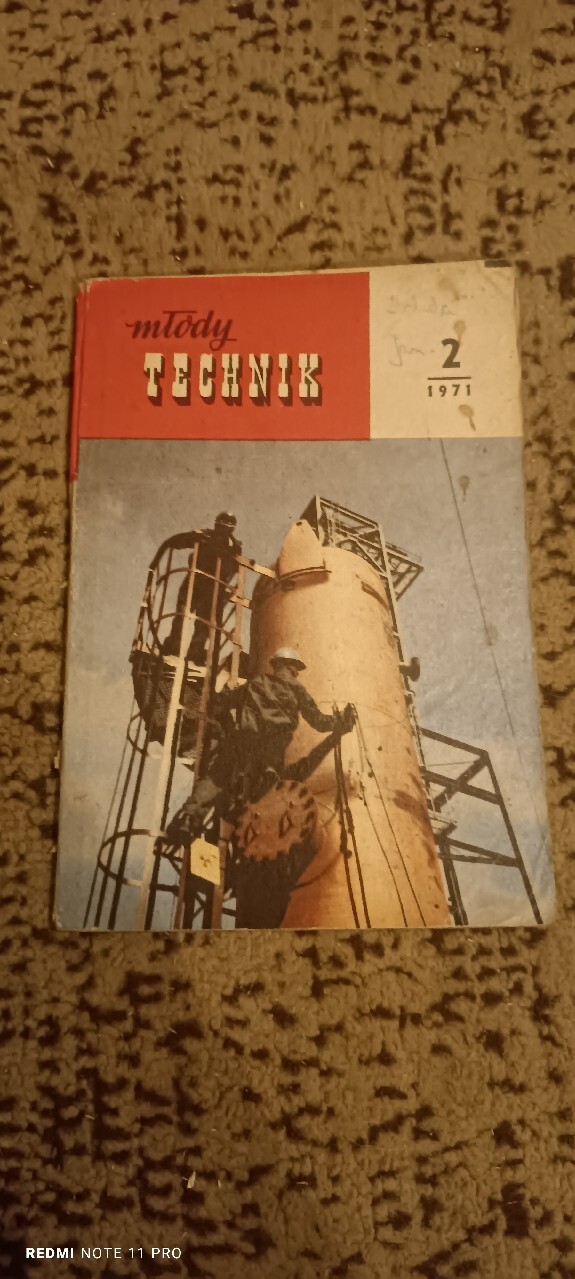 młody
TECHNIK
2
1971
REDMI NOTE 11 PRO